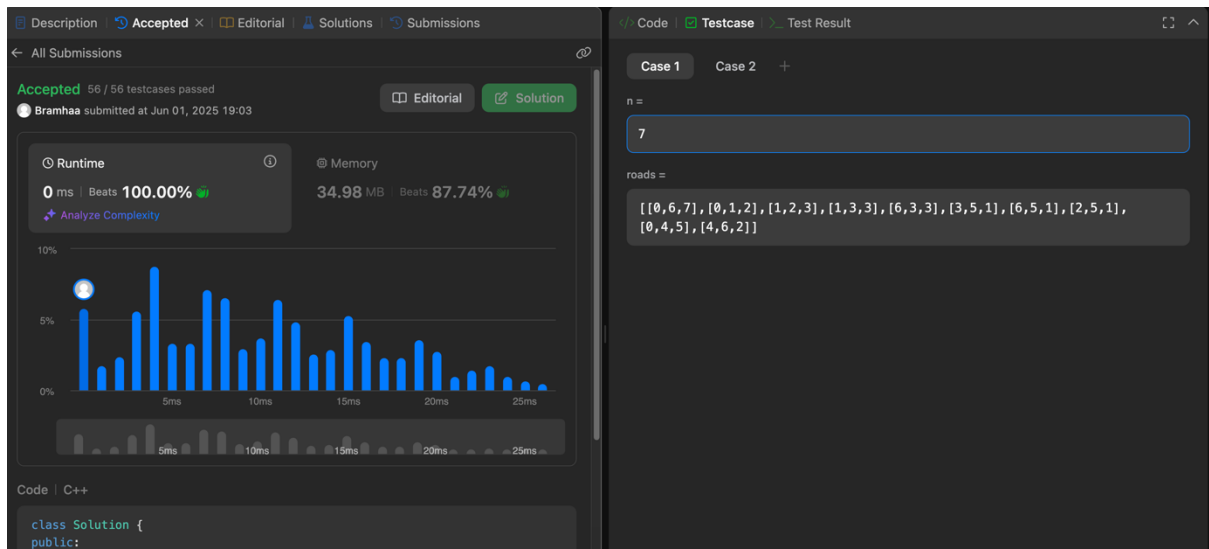 Description
Accepted
Editorial
Solutions
Submissions
All Submissions
Accepted 56 / 56 testcases passed
Bramhaa submitted at Jun 01, 2025 19:03
Editorial
Solution
Runtime
0 ms | Beats 100.00%
Analyze Complexity
Memory
34.98 MB | Beats 87.74%
10%
5%
0%
5ms 10ms 15ms 20ms 25ms
5ms 10ms 15ms 20ms 25ms
Code | C++
class Solution {
public:
</> Code | Testcase | >_ Test Result
Case 1 Case 2 +
n =
7
roads =
[[0,6,7],[0,1,2],[1,2,3],[1,3,3],[6,3,3],[3,5,1],[6,5,1],[2,5,1],
[0,4,5],[4,6,2]]